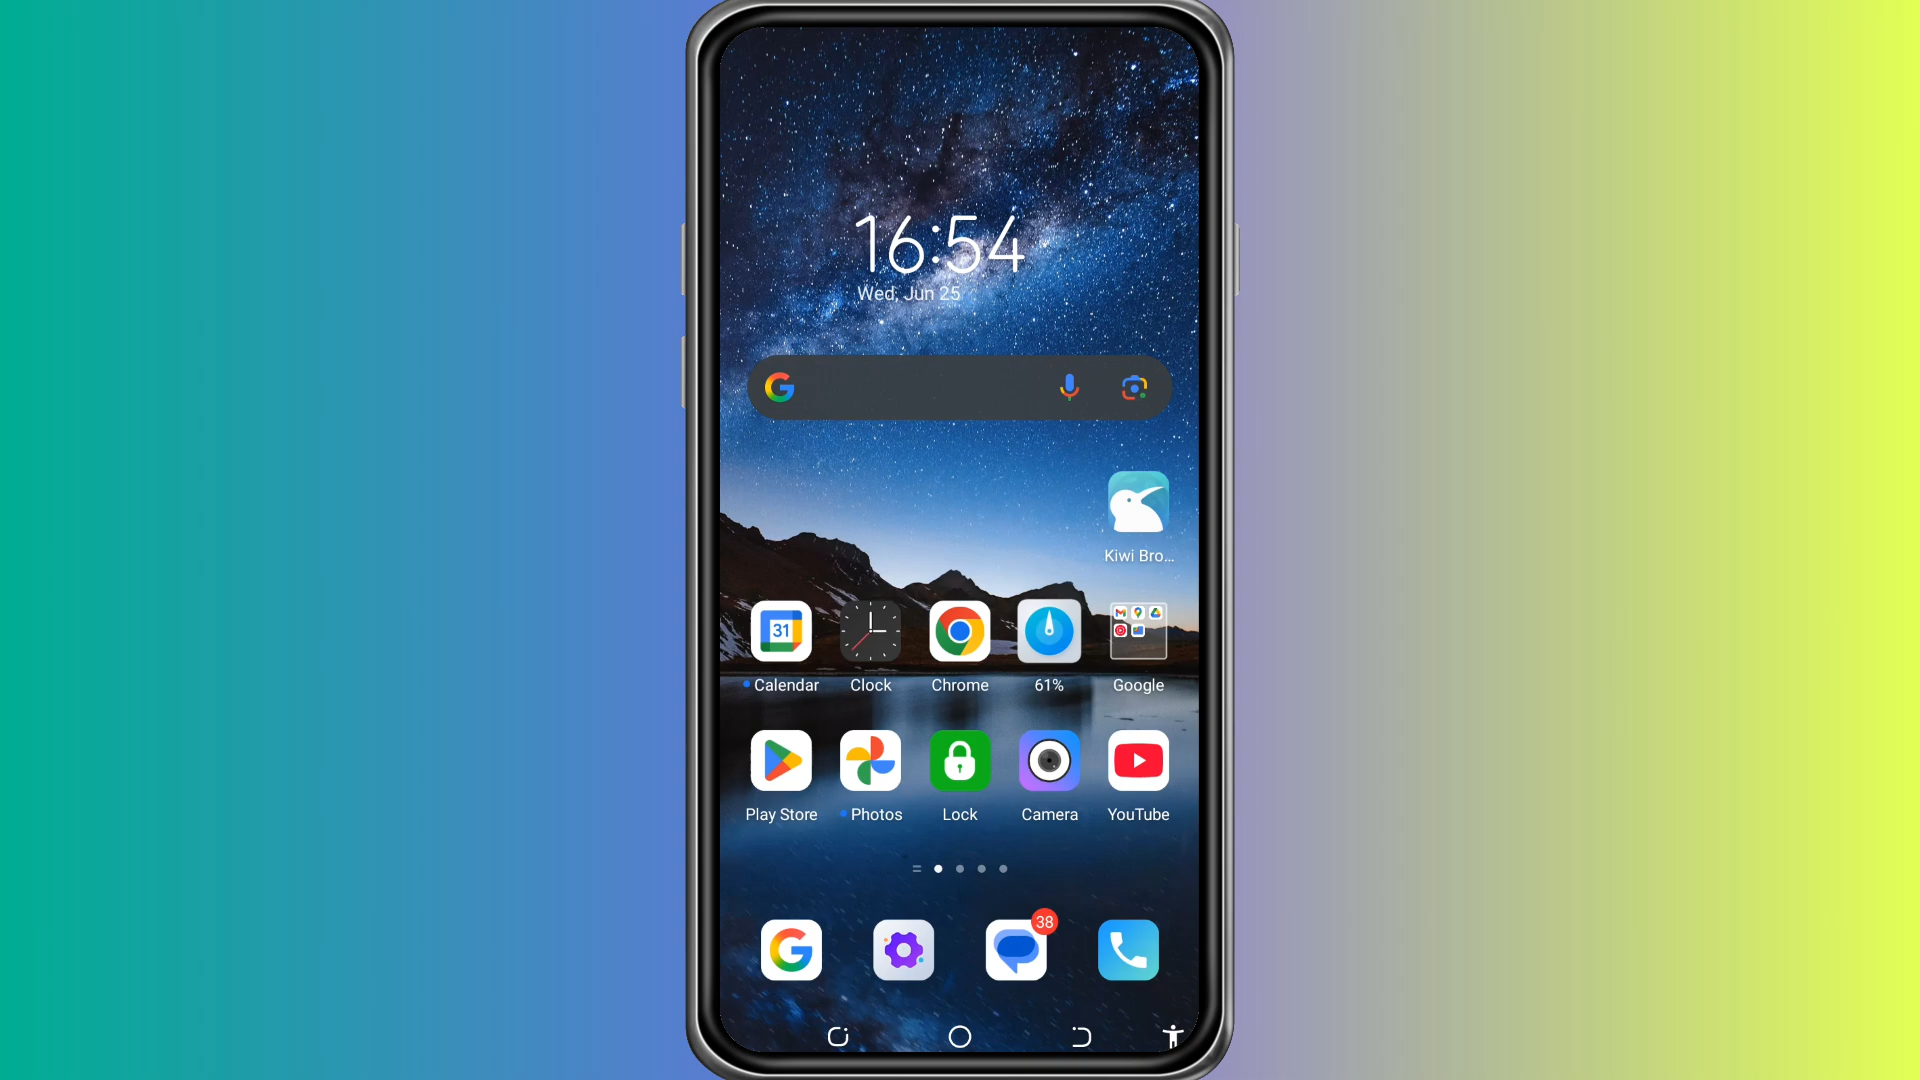 16:54
Wed, Jun 25
Kiwi Bro...
31
Calendar
Clock
Chrome
61%
Google
Play Store
Photos
Lock
Camera
YouTube
38